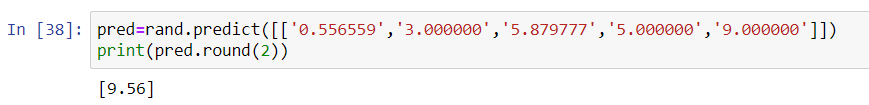 In [38]: pred=rand.predict([['0.556559','3.000000','5.879777','5.000000','9.000000']])
print(pred.round(2))
[9.56]